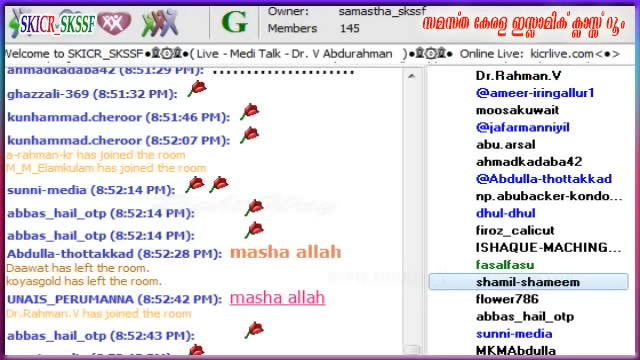 SKICR_SKSSF
G
Owner: samastha_skssf
Members 145
സമസ്ത കേരള ഇസ്ലാമിക് ക്ലാസ്സ് റൂം
Welcome to SKICR_SKSSF•۩۞۩•( Live - Medi Talk - Dr. V Abdurahman )•۩۞۩• Online Live: kicrlive.com<●
ahmadkadaba42 (8:51:29 PM): ......................
ghazzali-369 (8:51:32 PM):
kunhammad.cheroor (8:51:46 PM):
kunhammad.cheroor (8:52:07 PM):
a-rahman-kr has joined the room
M_M_Elamkulam has joined the room
sunni-media (8:52:14 PM):
abbas_hail_otp (8:52:14 PM):
abbas_hail_otp (8:52:14 PM):
Abdulla-thottakkad (8:52:28 PM): masha allah
Daawat has left the room.
koyasgold has left the room.
UNAIS_PERUMANNA (8:52:42 PM): masha allah
Dr.Rahman.V has joined the room
abbas_hail_otp (8:52:43 PM):
Dr.Rahman.V
@ameer-iringallur1
moosakuwait
@jafarmanniyil
abu.arsal
ahmadkadaba42
@Abdulla-thottakkad
np.abubacker-kondo...
dhul-dhul
firoz_calicut
ISHAQUE-MACHING...
fasalfasu
shamil-shameem
flower786
abbas_hail_otp
sunni-media
MKMAbdulla